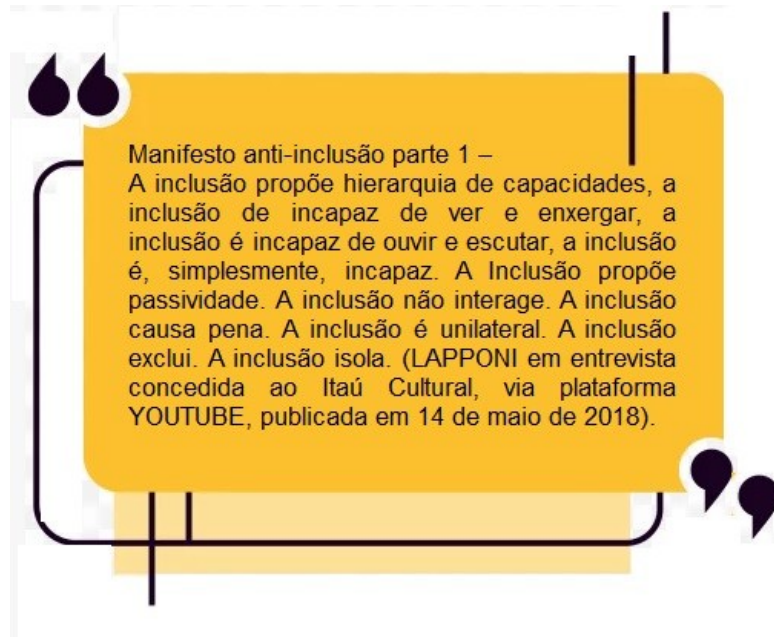 Manifesto anti-inclusão parte 1 –
A inclusão propõe hierarquia de capacidades, a
inclusão de incapaz de ver e enxergar, a
inclusão é incapaz de ouvir e escutar, a inclusão
é, simplesmente, incapaz. A Inclusão propõe
passividade. A inclusão não interage. A inclusão
causa pena. A inclusão é unilateral. A inclusão
exclui. A inclusão isola. (LAPPONI em entrevista
concedida ao Itaú Cultural, via plataforma
YOUTUBE, publicada em 14 de maio de 2018).